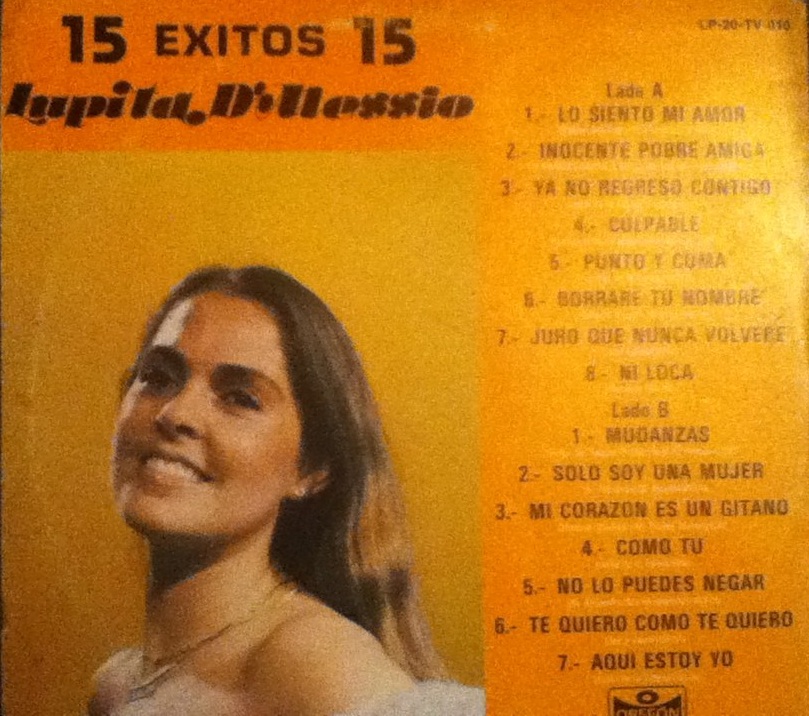 15 EXITOS 15
Lupita D'Alessio
LP-20-TV-016
Lado A
1.- LO SIENTO MI AMOR
2.- INOCENTE POBRE AMIGA
3.- YA NO REGRESO CONTIGO
4.- CULPABLE
5.- PUNTO Y COMA
6.- BORRARE TU NOMBRE
7.- JURO QUE NUNCA VOLVERE
8.- NI LOCA
Lado B
1.- MUDANZAS
2.- SOLO SOY UNA MUJER
3.- MI CORAZON ES UN GITANO
4.- COMO TU
5.- NO LO PUEDES NEGAR
6.- TE QUIERO COMO TE QUIERO
7.- AQUI ESTOY YO
ORFEON